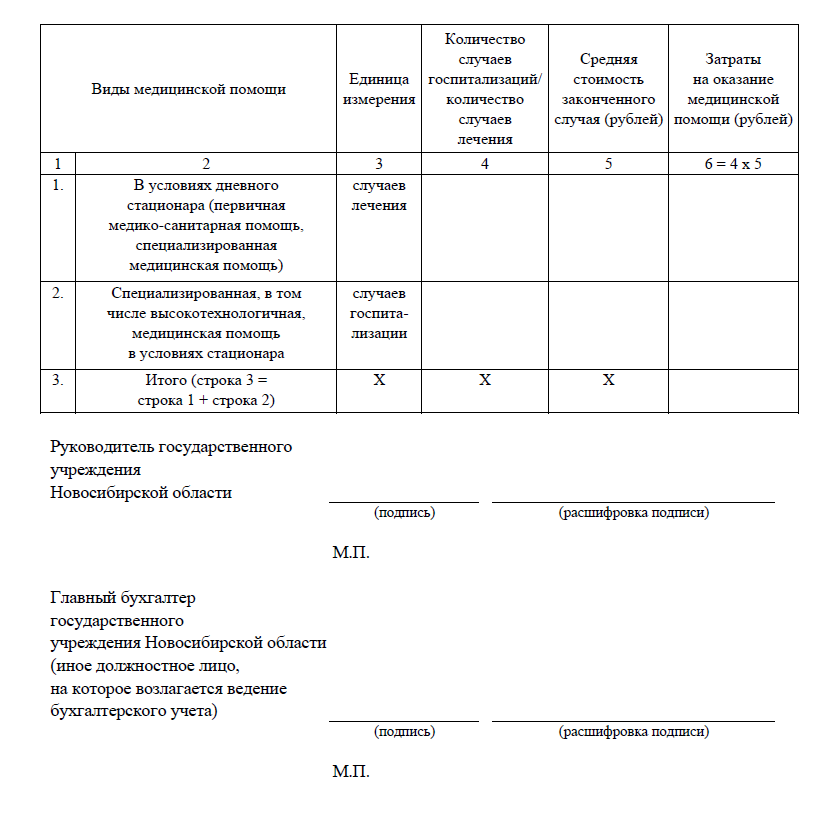 Виды медицинской помощи
Единица
измерения
Количество
случаев
госпитализаций/
количество
случаев
лечения
Средняя
стоимость
законченного
случая (рублей)
Затраты
на оказание
медицинской
помощи (рублей)
1
2
3
4
5
6 = 4 х 5
1.
В условиях дневного
стационара (первичная
медико-санитарная помощь,
специализированная
медицинская помощь)
случаев
лечения
2.
Специализированная, в том
числе высокотехнологичная,
медицинская помощь
в условиях стационара
случаев
госпита-
лизации
3.
Итого (строка 3 =
строка 1 + строка 2)
Х
Х
Х
Руководитель государственного
учреждения
Новосибирской области
(подпись)
(расшифровка подписи)
М.П.
Главный бухгалтер
государственного
учреждения Новосибирской области
(иное должностное лицо,
на которое возлагается ведение
бухгалтерского учета)
(подпись)
(расшифровка подписи)
М.П.